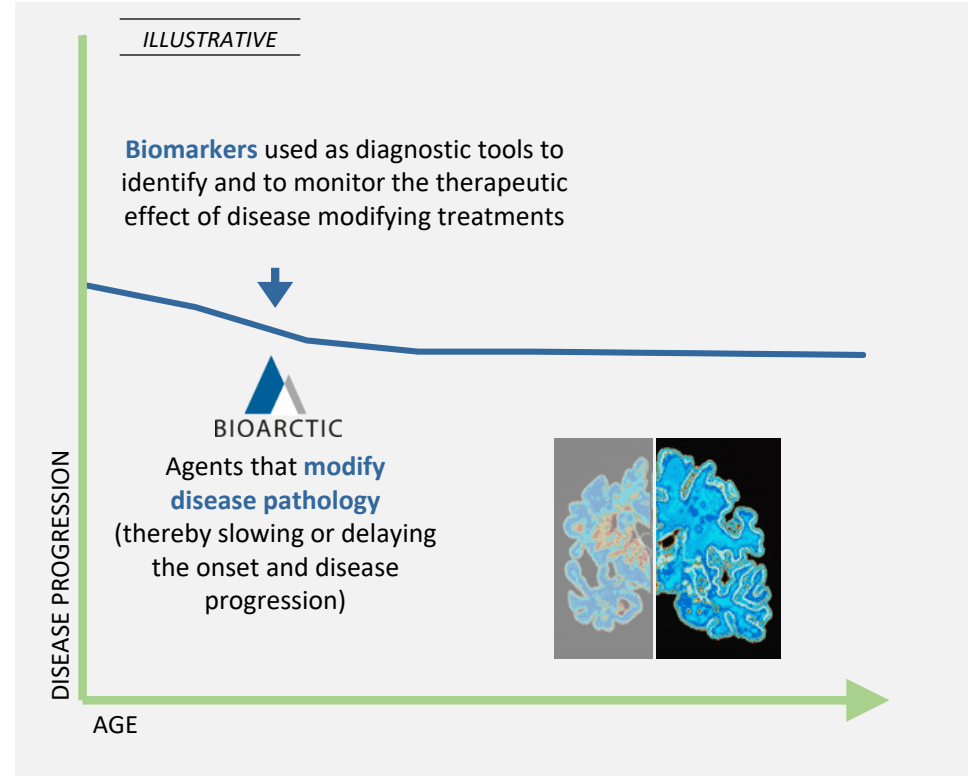 ILLUSTRATIVE
Biomarkers used as diagnostic tools to
identify and to monitor the therapeutic
effect of disease modifying treatments
BIOARCTIC
Agents that modify
disease pathology
(thereby slowing or delaying
the onset and disease
progression)
DISEASE PROGRESSION
AGE